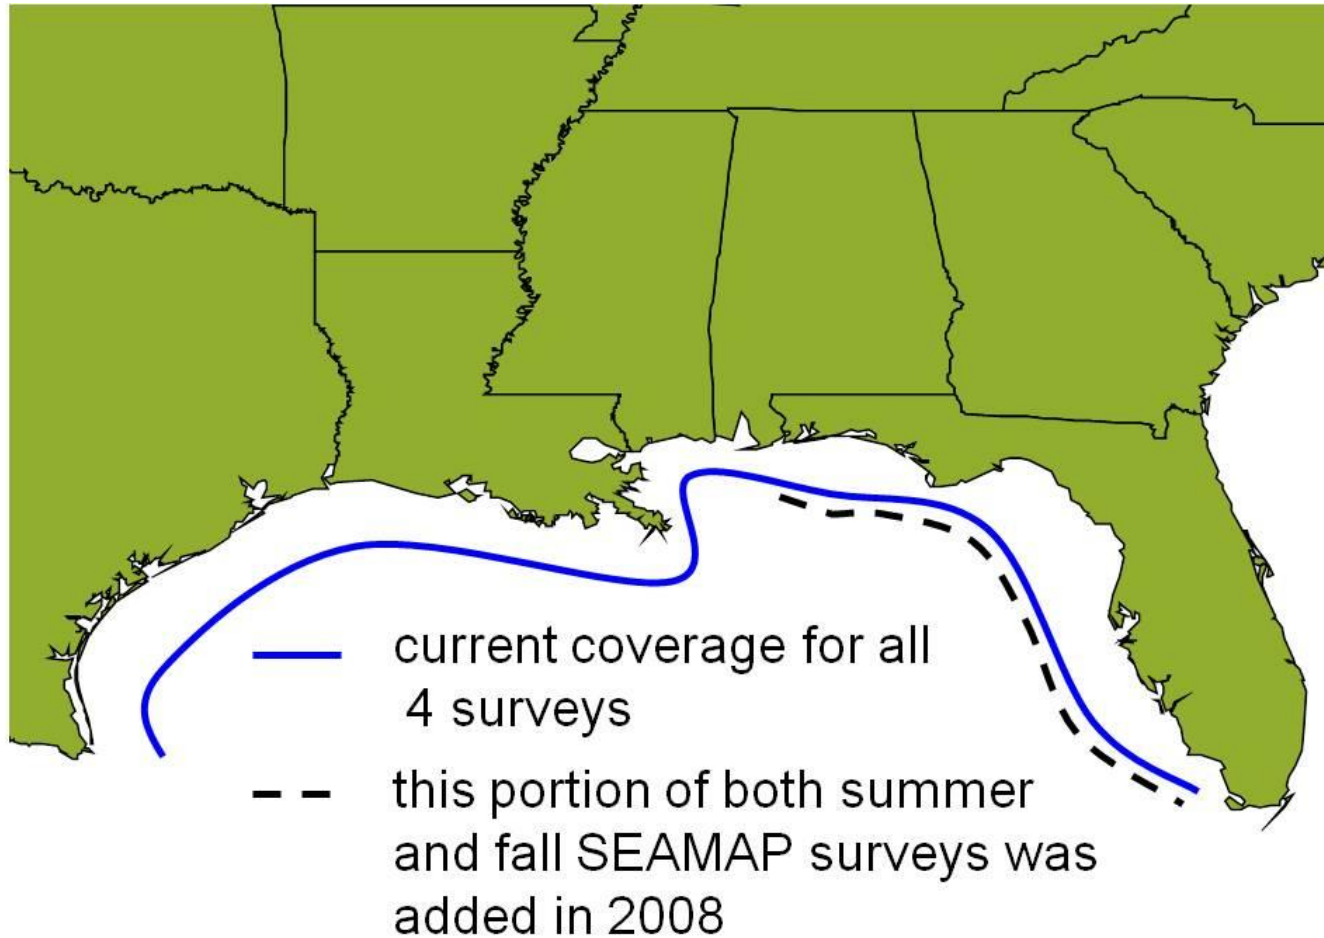 current coverage for all
4 surveys
this portion of both summer
and fall SEAMAP surveys was
added in 2008